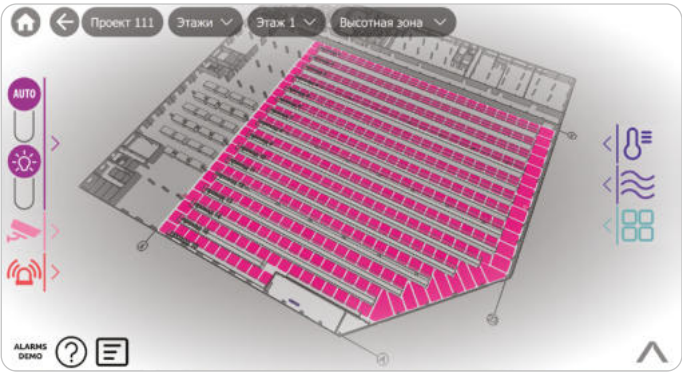 Проект 111
Этажи
Этаж 1
Высотная зона
AUTO
ALARMS
DEMO
?